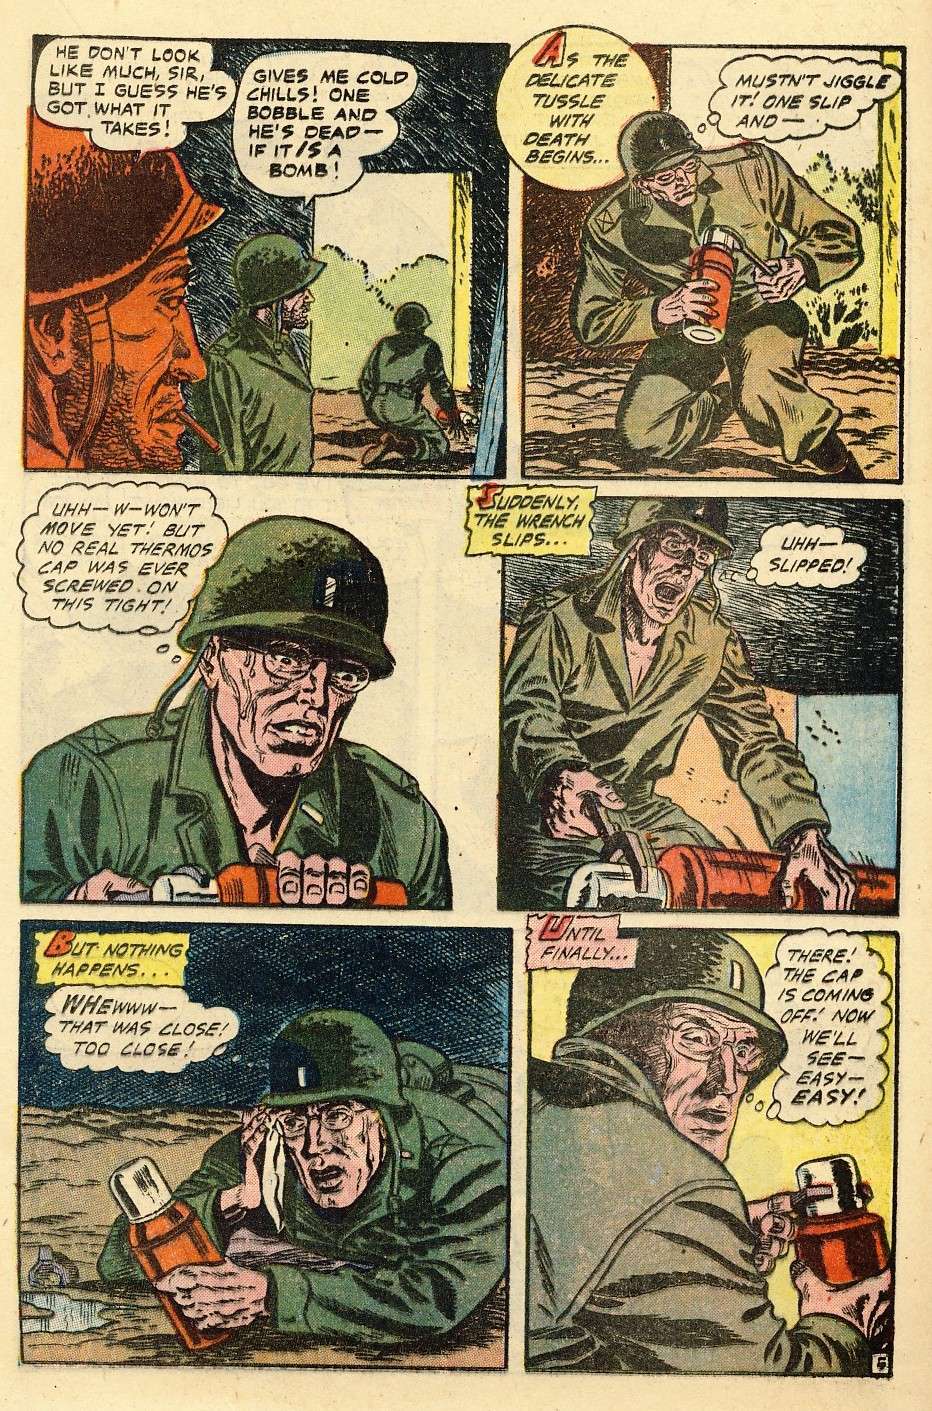 HE DON'T LOOK
LIKE MUCH, SIR,
BUT I GUESS HE'S
GOT WHAT IT
TAKES!
GIVES ME COLD
CHILLS! ONE
BOBBLE AND
HE'S DEAD—
IF IT IS A
BOMB!
AS THE
DELICATE
TUSSLE
WITH
DEATH
BEGINS...
MUSTN'T JIGGLE
IT! ONE SLIP
AND—.
UHH— W-WON'T
MOVE YET! BUT
NO REAL THERMOS
CAP WAS EVER
SCREWED ON
THIS TIGHT!
SUDDENLY,
THE WRENCH
SLIPS...
UHH—
SLIPPED!
BUT NOTHING
HAPPENS...
WHEWWW—
THAT WAS CLOSE!
TOO CLOSE!
UNTIL
FINALLY...
THERE!
THE CAP
IS COMING
OFF! NOW
WE'LL
SEE—
EASY—
EASY!
5